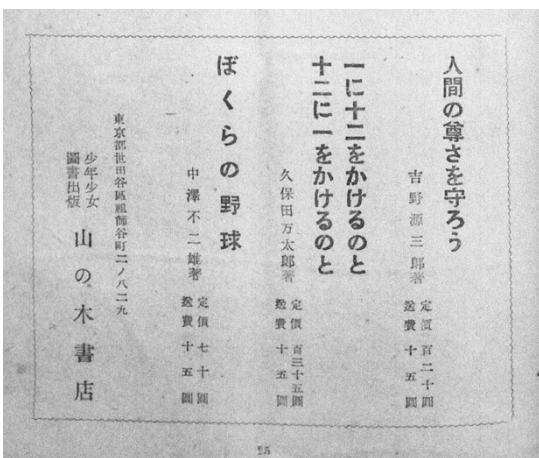 人間の尊さを守ろう
吉野源三郎著
定價 百二十圓
送費 十五圓
一に十二をかけるのと
十二に一をかけるのと
久保田万太郎著
定價 百三十五圓
送費 十五圓
ぼくらの野球
中澤不二雄著
定價 七十圓
送費 十五圓
東京都世田谷區祖師谷町二ノ八二九
少年少女
圖書出版
山の木書店
25